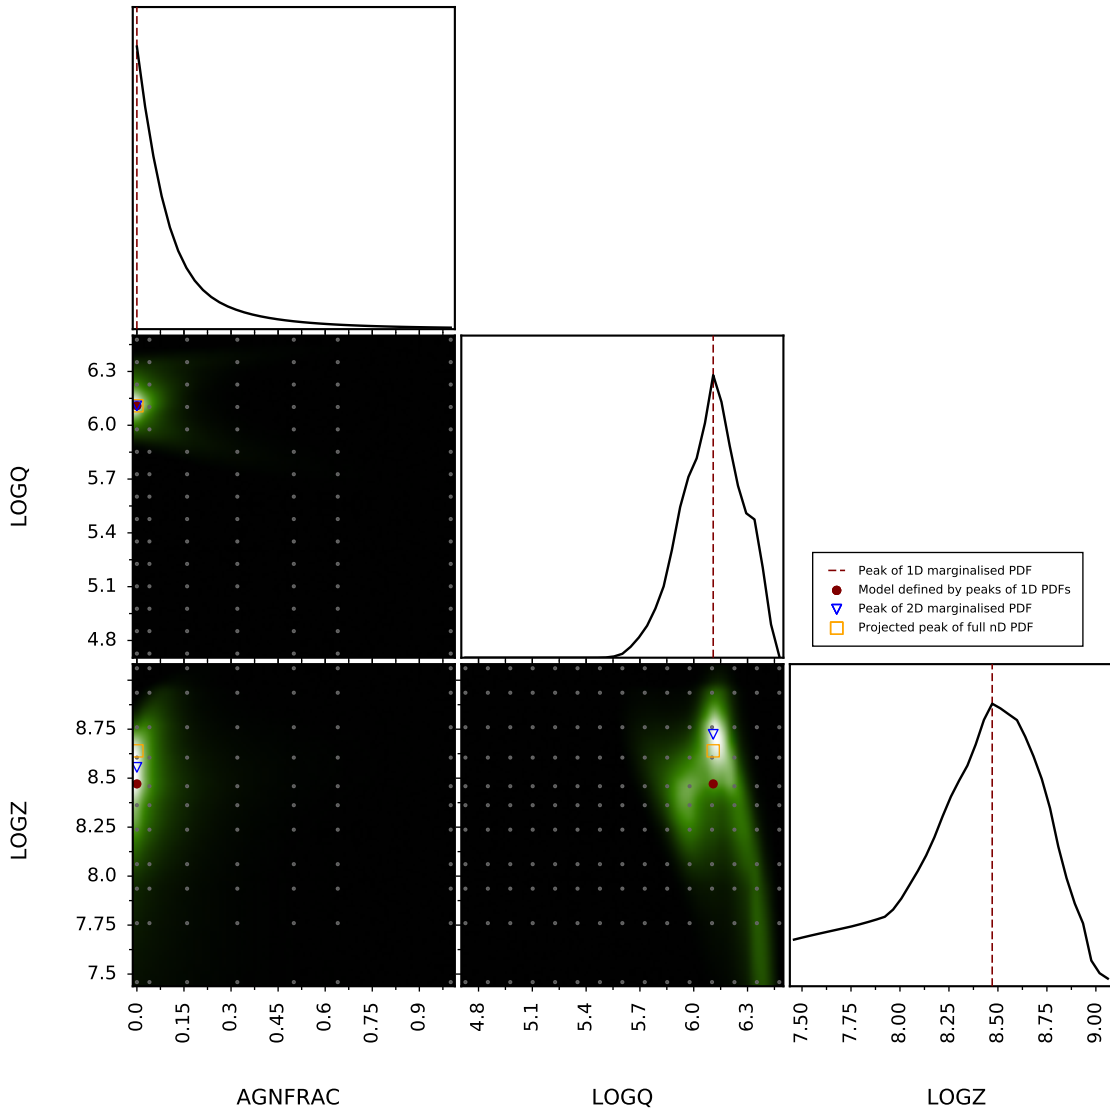 6.3
6.0
5.7
5.4
5.1
4.8
LOGQ
Peak of 1D marginalised PDF
Model defined by peaks of 1D PDFs
Peak of 2D marginalised PDF
Projected peak of full nD PDF
8.75
8.5
8.25
8.0
7.75
7.5
LOGZ
0.0 0.15 0.3 0.45 0.6 0.75 0.9
4.8 5.1 5.4 5.7 6.0 6.3
7.50 7.75 8.00 8.25 8.50 8.75 9.00
AGNFRAC
LOGQ
LOGZ